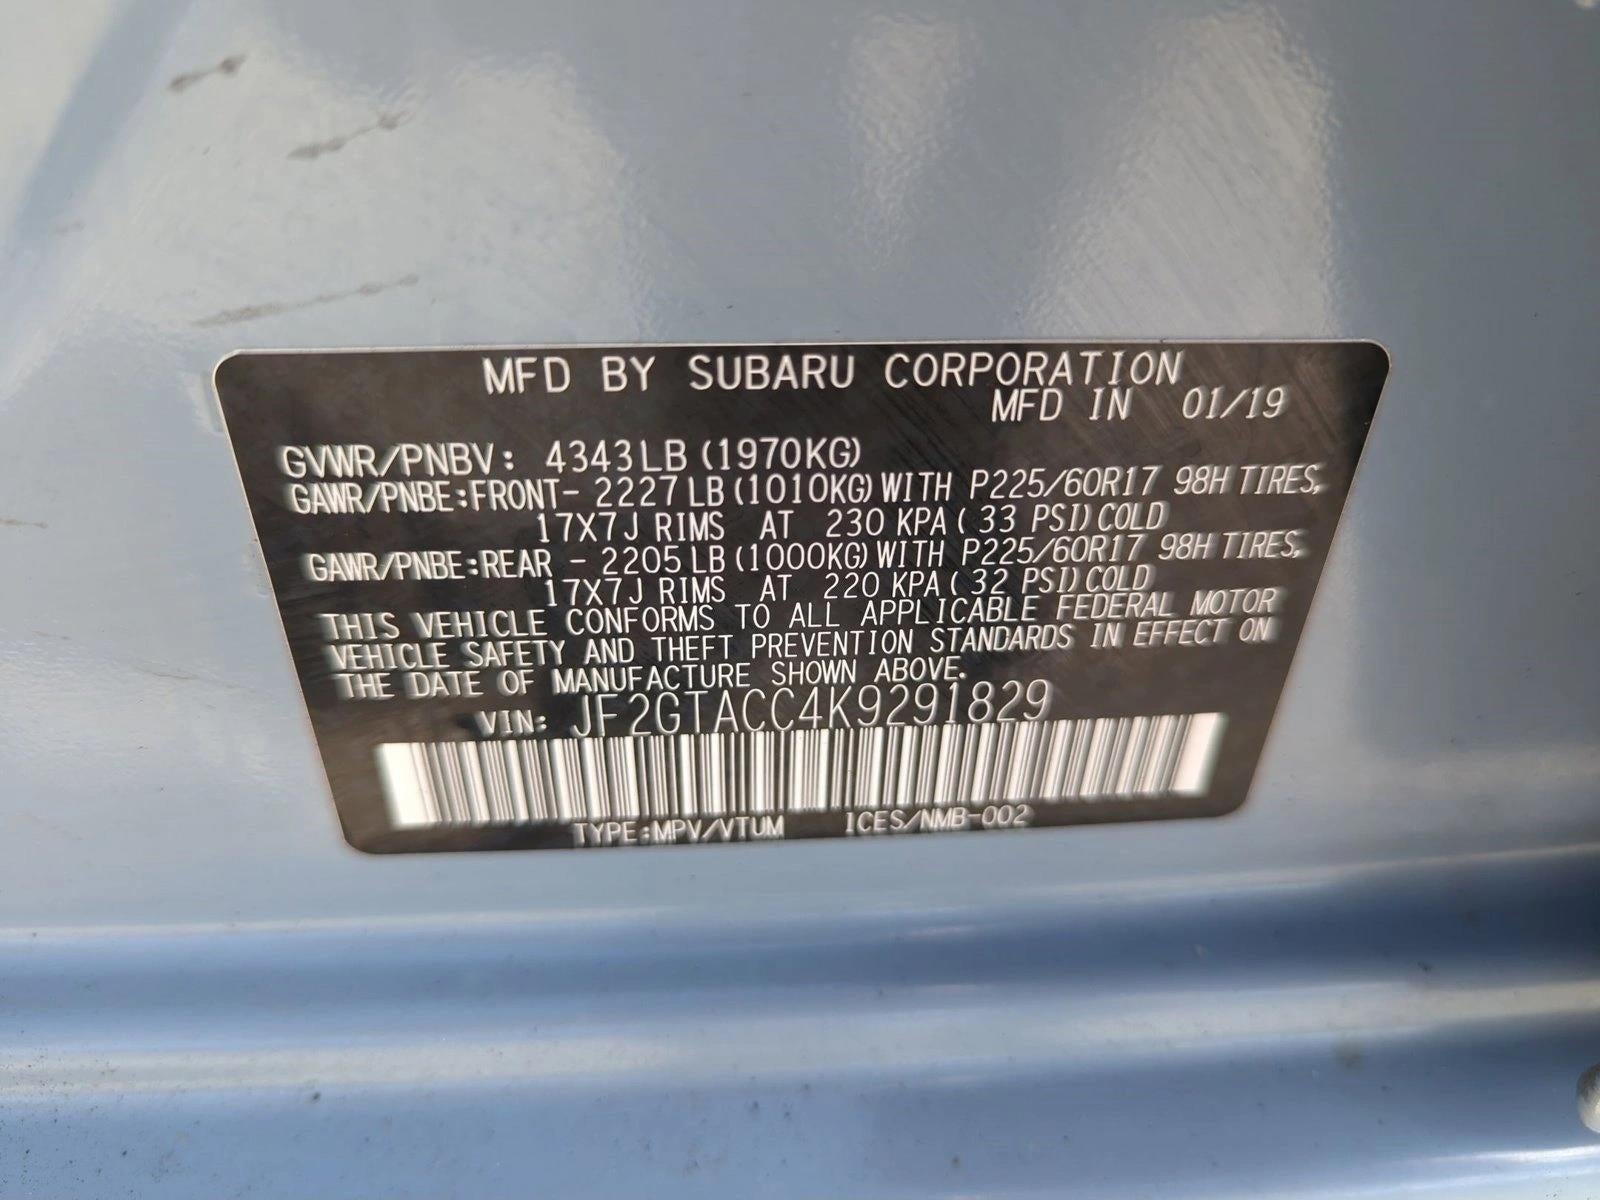 MFD BY SUBARU CORPORATION
MFD IN 01/19
GVWR/PNBV: 4343LB (1970KG)
GAWR/PNBE:FRONT- 2227LB(1010KG) WITH P225/60R17 98H TIRES,
17X7J RIMS AT 230 KPA( 33 PSI)COLD
GAWR/PNBE:REAR - 2205LB(1000KG) WITH P225/60R17 98H TIRES,
17X7J RIMS AT 220 KPA( 32 PSI)COLD
THIS VEHICLE CONFORMS TO ALL APPLICABLE FEDERAL MOTOR
VEHICLE SAFETY AND THEFT PREVENTION STANDARDS IN EFFECT ON
THE DATE OF MANUFACTURE SHOWN ABOVE.
VIN: JF2GTACC4K9291829
TYPE:MPV/VTUM ICES/NMB-002